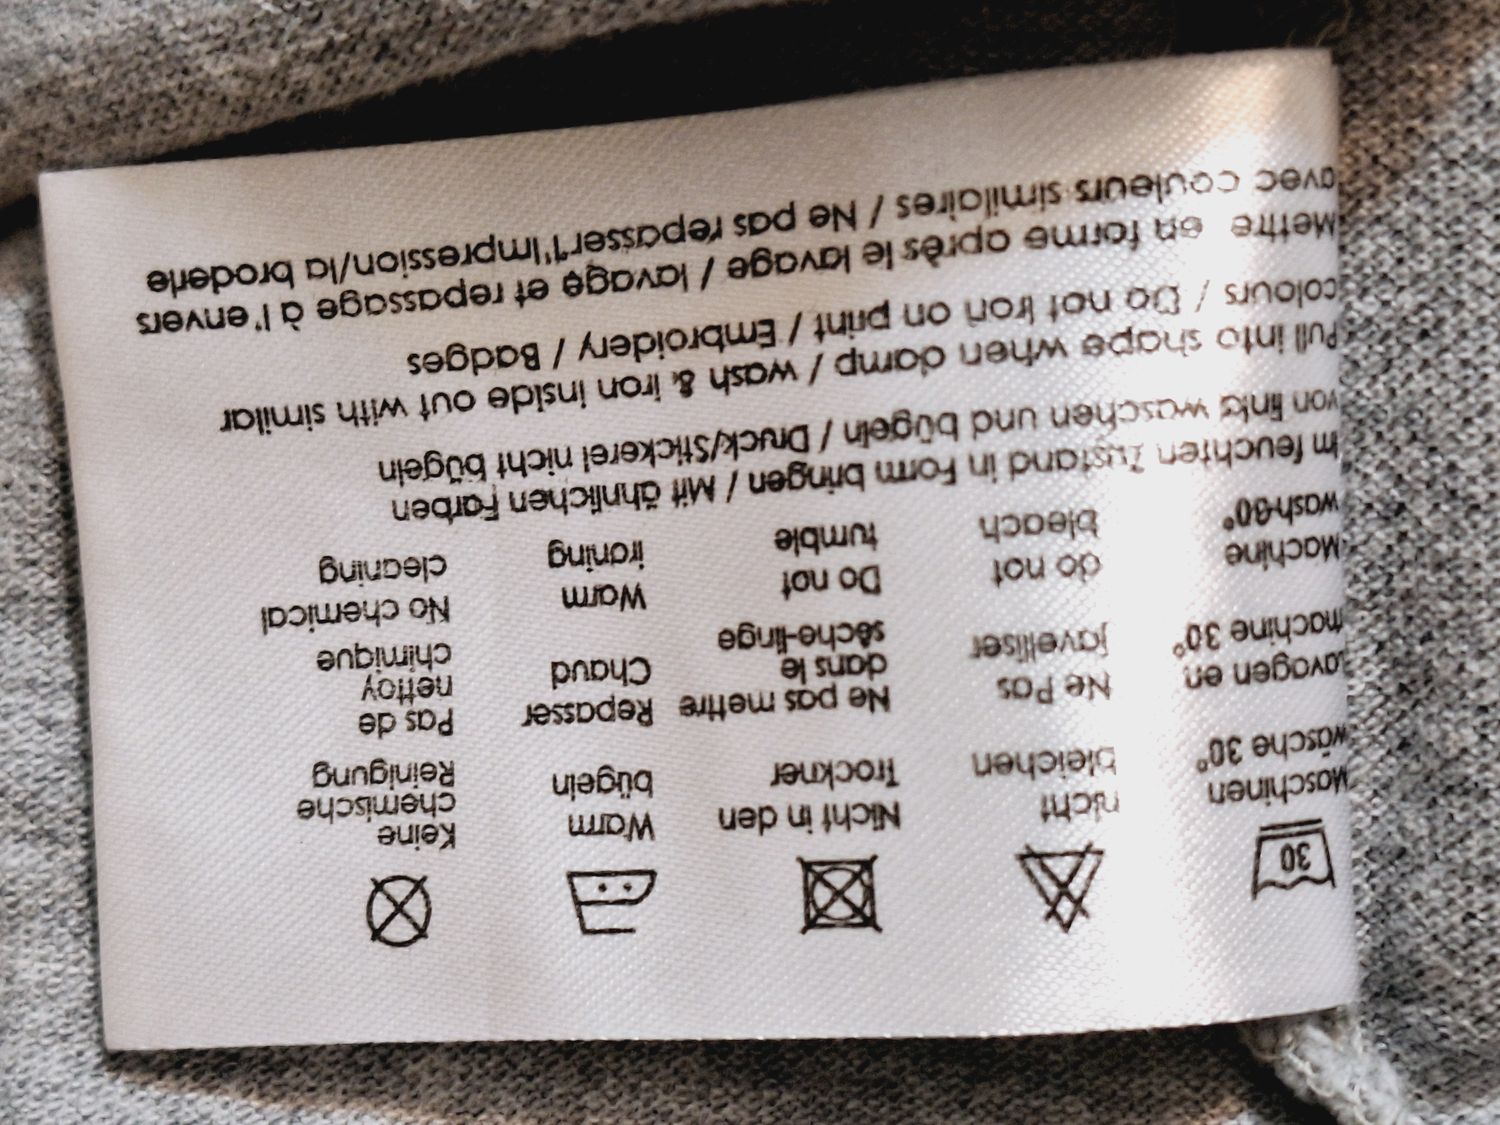 30
Maschinen wäsche 30°
nicht bleichen
Nicht in den Trockner
Warm bügeln
Keine chemische Reinigung
Lavagen en machine 30°
Ne Pas javelliser
Ne pas mettre dans le sèche-linge
Repasser Chaud
Pas de nettoy chimique
Machine wash 30°
do not bleach
Do not tumble
Warm ironing
No chemical cleaning
Im feuchten Zustand in Form bringen / Mit ähnlichen Farben
von links waschen und bügeln / Druck/Stickerei nicht bügeln
Pull into shape when damp / wash & iron inside out with similar
colours / Do not iron on print / Embroidery / Badges
Mettre en forme après le lavage / lavage et repassage à l'envers
avec couleurs similaires / Ne pas repasser l'impression/la broderie